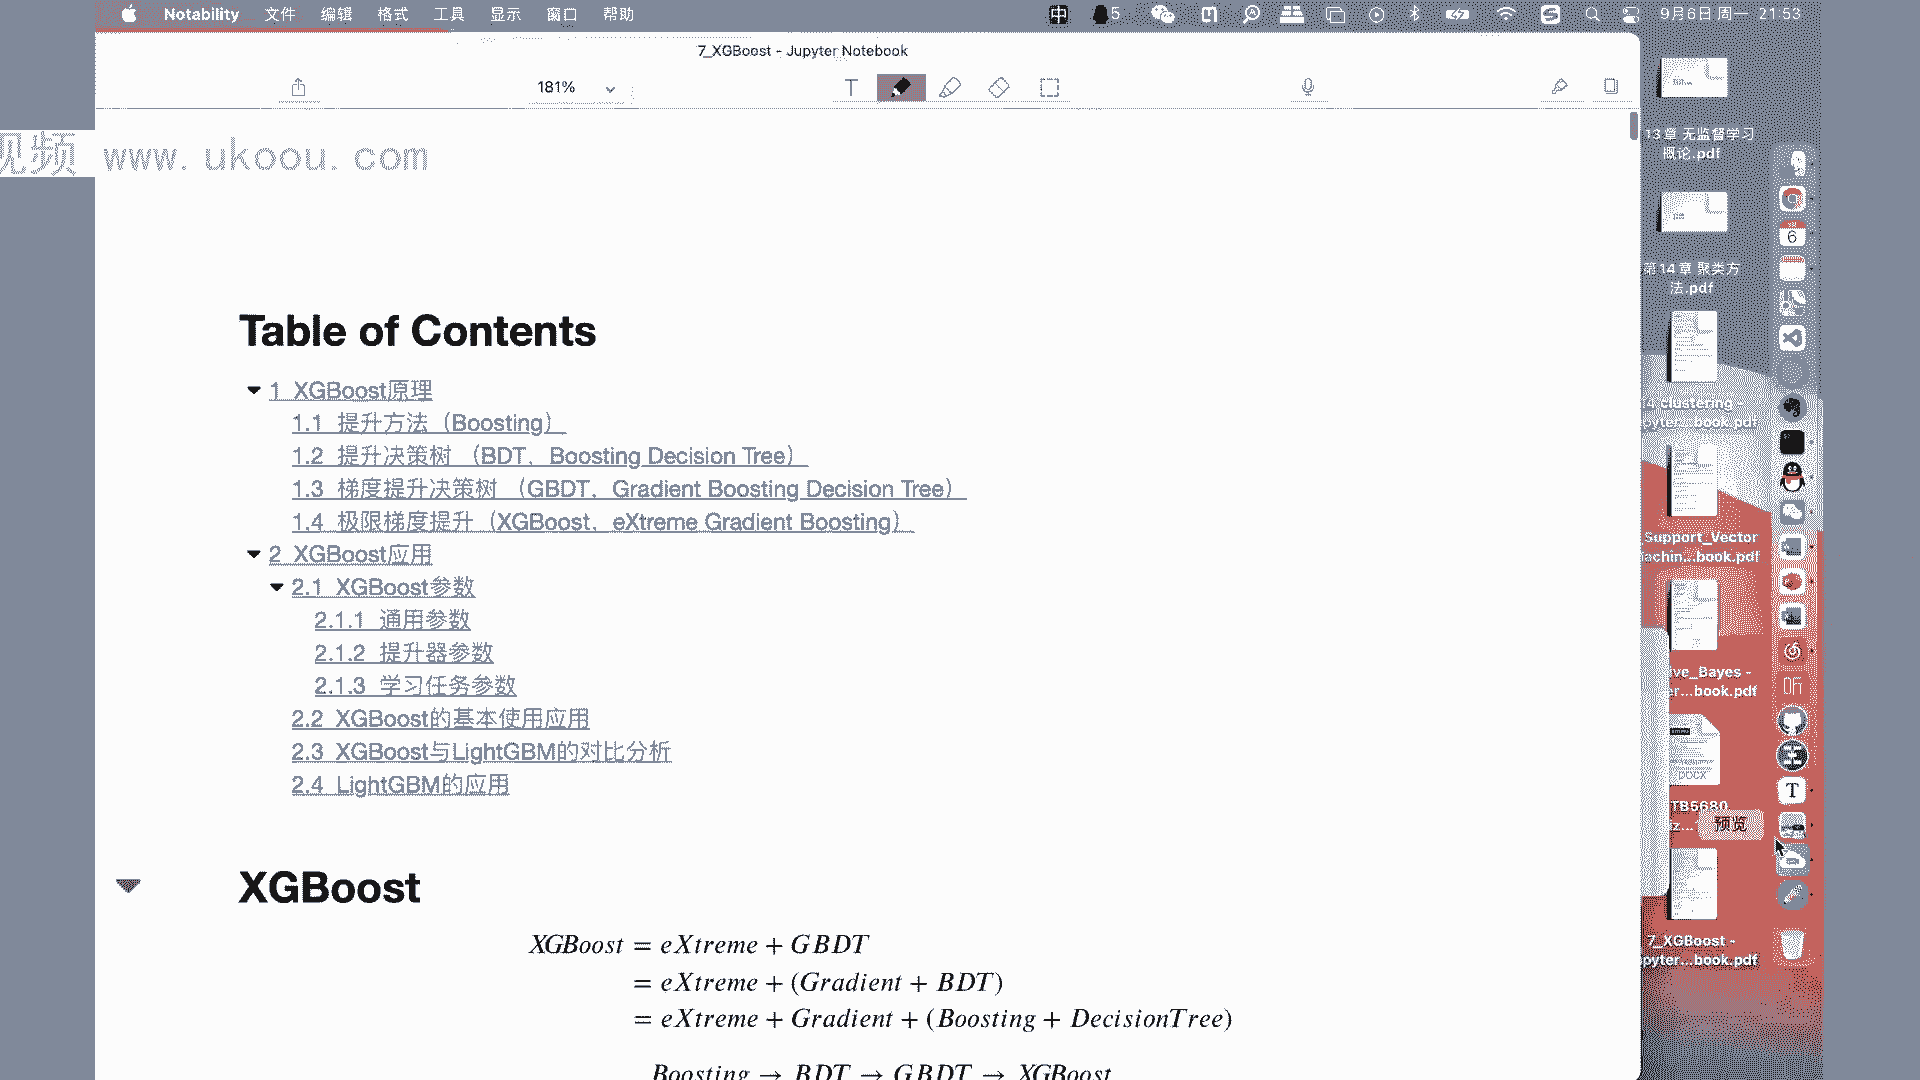 Notability 文件 编辑 格式 工具 显示 窗口 帮助
中 5 9月6日 周一 21:53
7_XGBoost - Jupyter Notebook
181%
视频 www. ukoou. com
Table of Contents
1 XGBoost原理
1.1 提升方法（Boosting）
1.2 提升决策树 （BDT，Boosting Decision Tree）
1.3 梯度提升决策树 （GBDT，Gradient Boosting Decision Tree）
1.4 极限梯度提升（XGBoost，eXtreme Gradient Boosting）
2 XGBoost应用
2.1 XGBoost参数
2.1.1 通用参数
2.1.2 提升器参数
2.1.3 学习任务参数
2.2 XGBoost的基本使用应用
2.3 XGBoost与LightGBM的对比分析
2.4 LightGBM的应用
XGBoost
XGBoost = eXtreme + GBDT
= eXtreme + (Gradient + BDT)
= eXtreme + Gradient + (Boosting + DecisionTree)
Boosting → BDT → GBDT → XGBoost
13章 无监督学习
概论.pdf
第14章 聚类方
法.pdf
clustering -
pyter...book.pdf
Support_Vector
achin...book.pdf
ive_Bayes -
er...book.pdf
TB5680
预览
7_XGBoost -
pyter...book.pdf